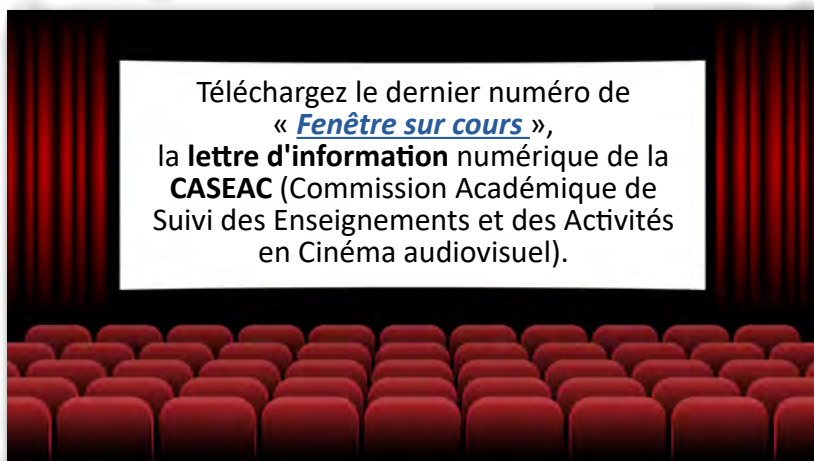 Téléchargez le dernier numéro de
« Fenêtre sur cours »,
la lettre d'information numérique de la
CASEAC (Commission Académique de
Suivi des Enseignements et des Activités
en Cinéma audiovisuel).